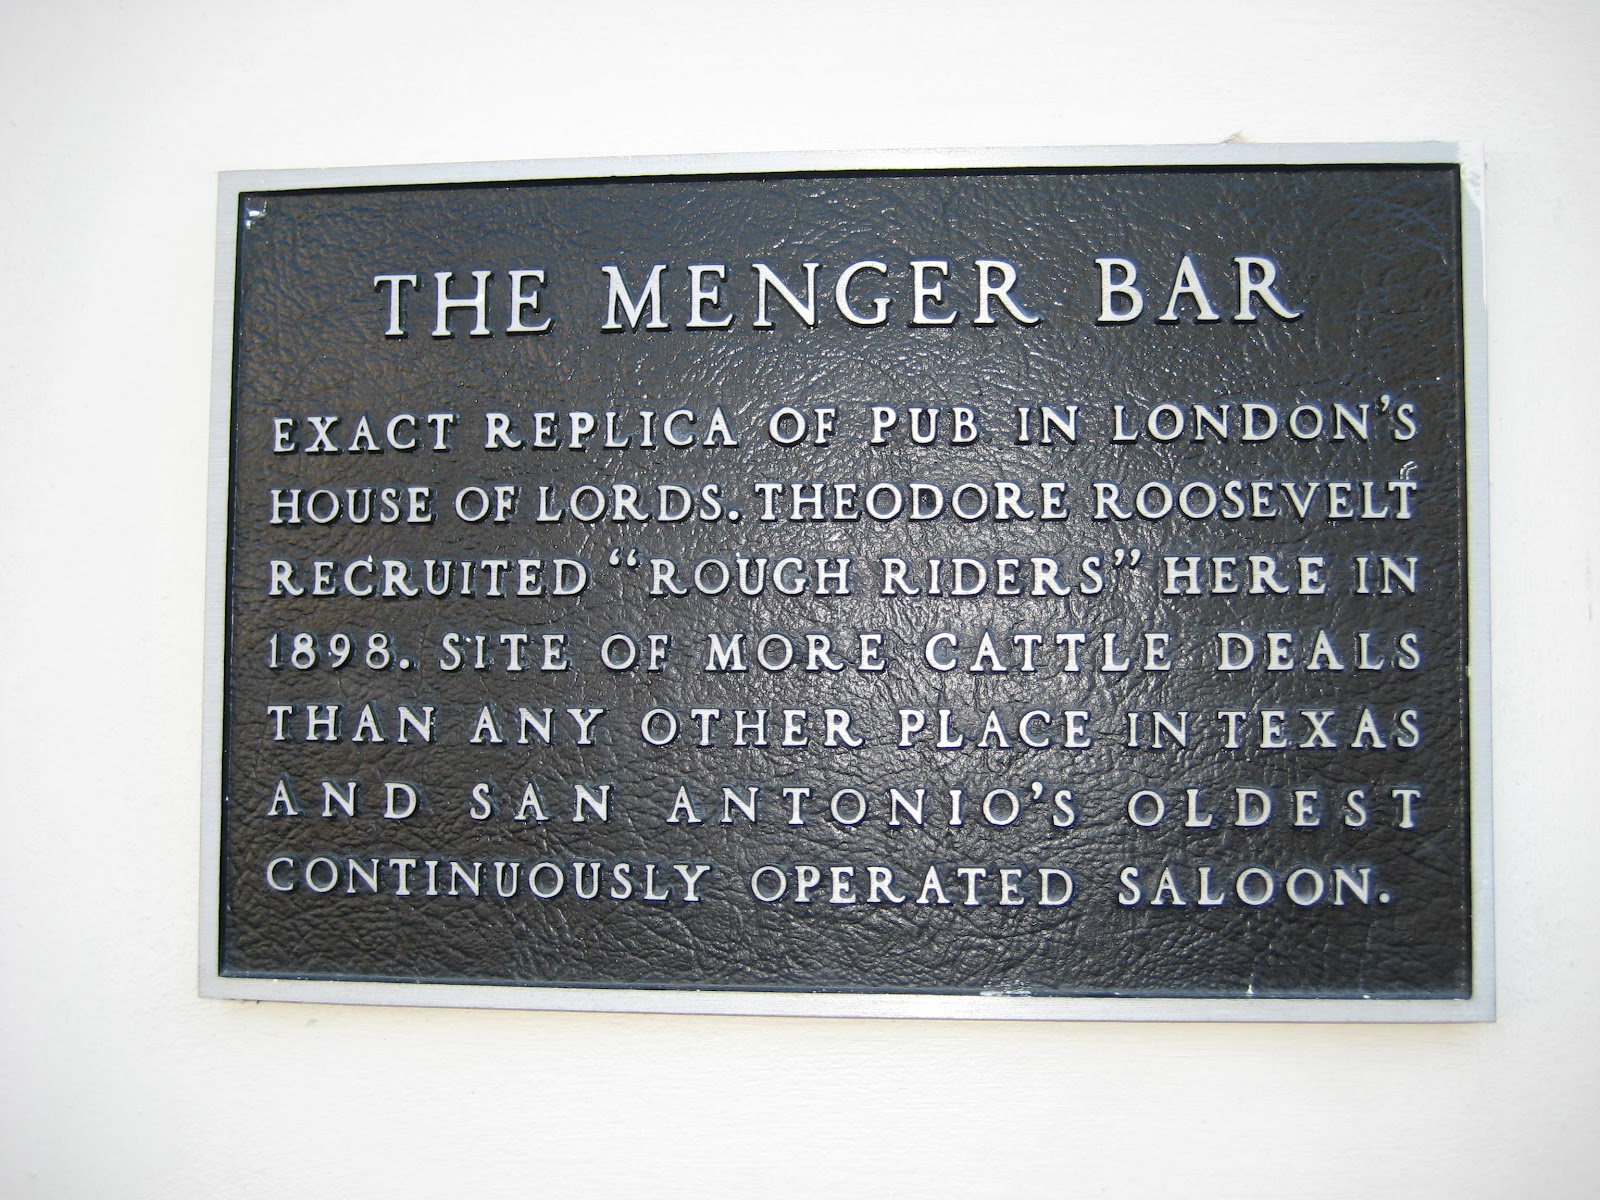 THE MENGER BAR
EXACT REPLICA OF PUB IN LONDON'S
HOUSE OF LORDS. THEODORE ROOSEVELT
RECRUITED "ROUGH RIDERS" HERE IN
1898. SITE OF MORE CATTLE DEALS
THAN ANY OTHER PLACE IN TEXAS
AND SAN ANTONIO'S OLDEST
CONTINUOUSLY OPERATED SALOON.